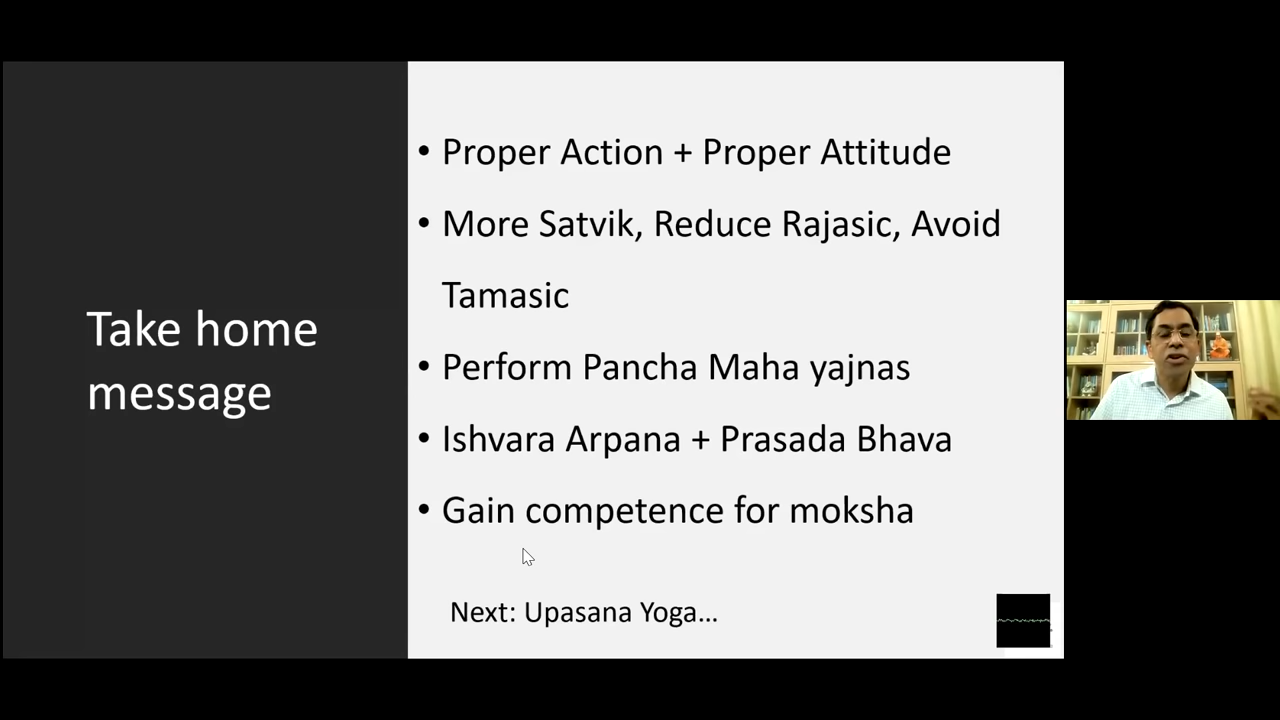 Take home
message
• Proper Action + Proper Attitude
• More Satvik, Reduce Rajasic, Avoid
Tamasic
• Perform Pancha Maha yajnas
• Ishvara Arpana + Prasada Bhava
• Gain competence for moksha
Next: Upasana Yoga…